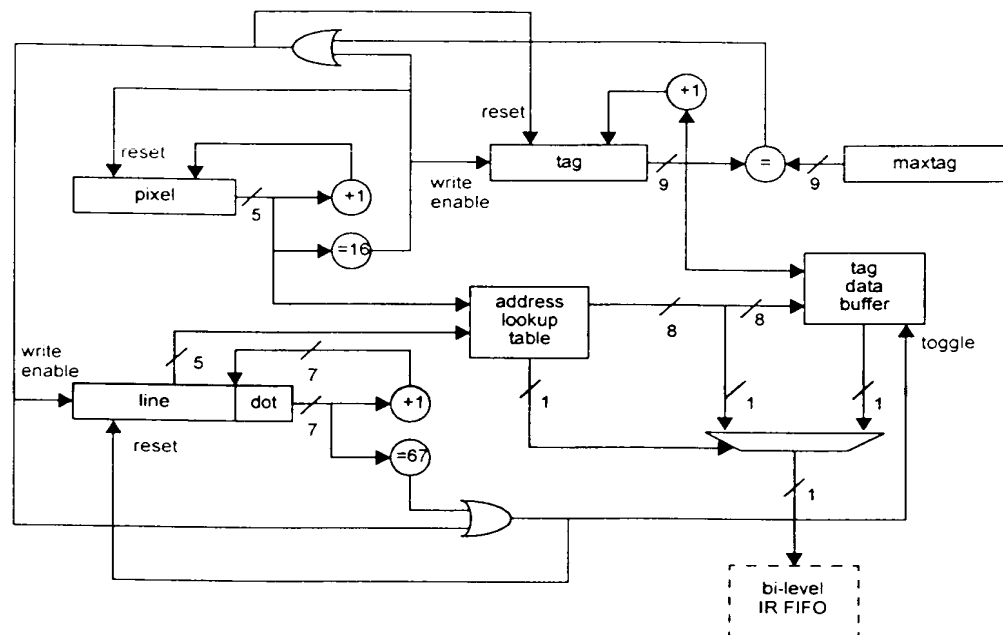 reset
+1
reset
tag
=
maxtag
9
9
write
enable
pixel
5
+1
=16
address
lookup
table
8
8
tag
data
buffer
write
enable
5
7
toggle
line
dot
7
+1
1
1
1
reset
=67
1
bi-level
IR FIFO